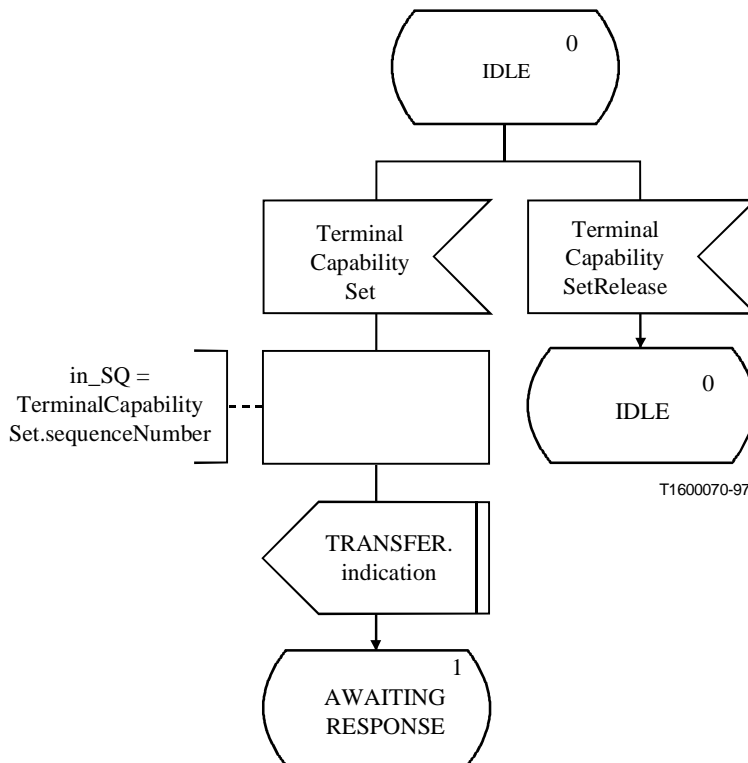 0
IDLE
Terminal
Capability
Set
Terminal
Capability
SetRelease
in_SQ =
TerminalCapability
Set.sequenceNumber
0
IDLE
T1600070-97
TRANSFER.
indication
1
AWAITING
RESPONSE